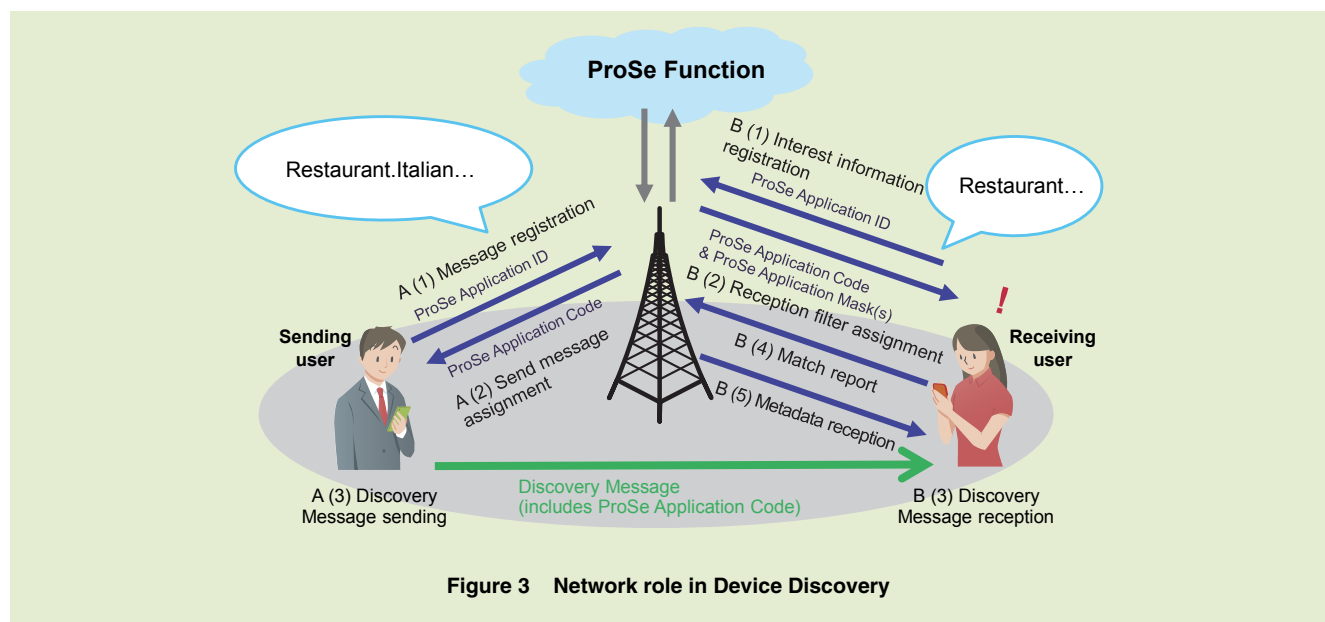 ProSe Function
Restaurant.Italian…
Restaurant…
B (1) Interest information
registration
ProSe Application ID
A (1) Message registration
ProSe Application ID
ProSe Application Code
& ProSe Application Mask(s)
B (2) Reception filter assignment
ProSe Application Code
A (2) Send message
assignment
Sending
user
Receiving
user
!
B (4) Match report
B (5) Metadata reception
Discovery Message
(includes ProSe Application Code)
A (3) Discovery
Message sending
B (3) Discovery
Message reception
Figure 3 Network role in Device Discovery